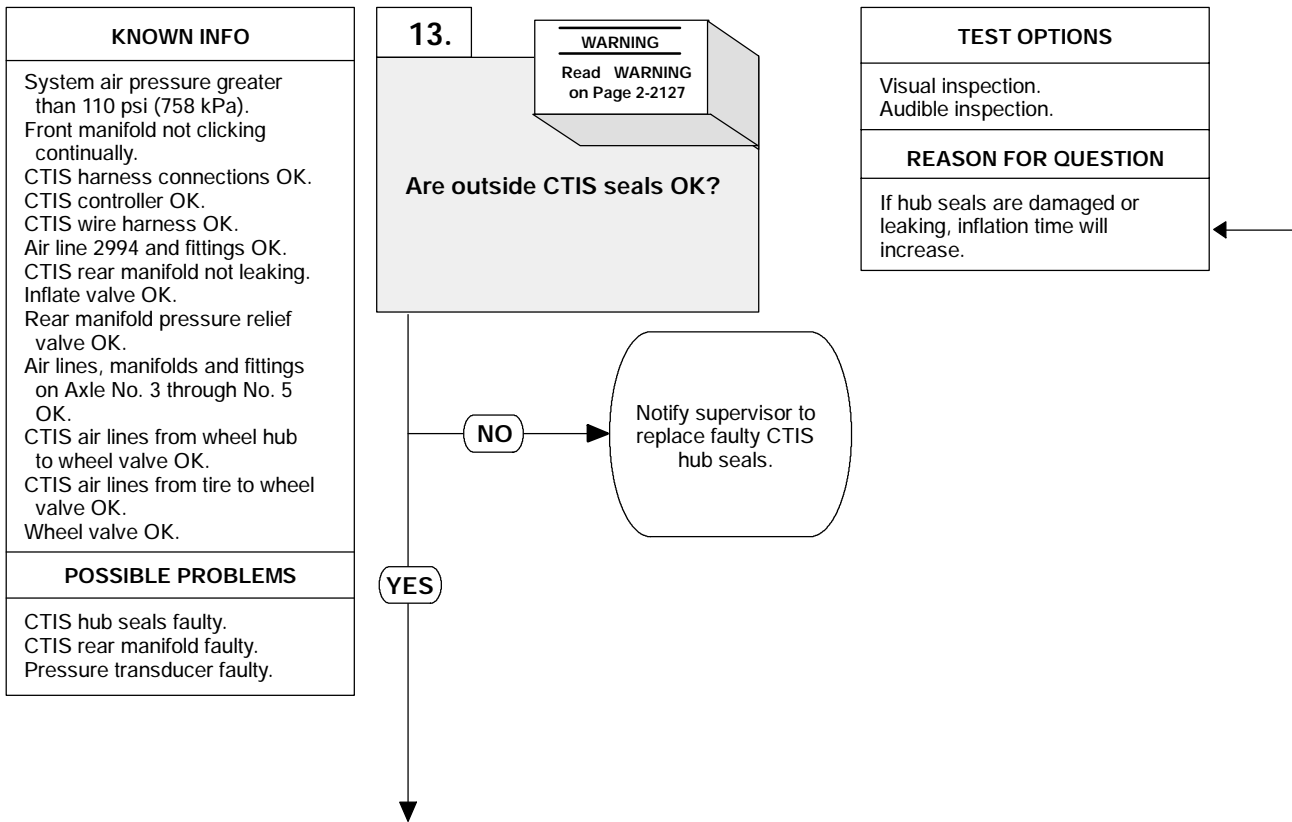 KNOWN INFO
System air pressure greater
than 110 psi (758 kPa).
Front manifold not clicking
continually.
CTIS harness connections OK.
CTIS controller OK.
CTIS wire harness OK.
Air line 2994 and fittings OK.
CTIS rear manifold not leaking.
Inflate valve OK.
Rear manifold pressure relief
valve OK.
Air lines, manifolds and fittings
on Axle No. 3 through No. 5
OK.
CTIS air lines from wheel hub
to wheel valve OK.
CTIS air lines from tire to wheel
valve OK.
Wheel valve OK.
POSSIBLE PROBLEMS
CTIS hub seals faulty.
CTIS rear manifold faulty.
Pressure transducer faulty.
13.
WARNING
Read WARNING
on Page 2-2127
Are outside CTIS seals OK?
NO
Notify supervisor to
replace faulty CTIS
hub seals.
YES
TEST OPTIONS
Visual inspection.
Audible inspection.
REASON FOR QUESTION
If hub seals are damaged or
leaking, inflation time will
increase.